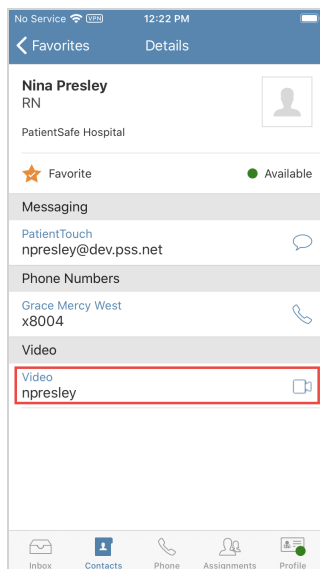 No Service VPN 12:22 PM
Favorites Details
Nina Presley
RN
PatientSafe Hospital
Favorite Available
Messaging
PatientTouch
npresley@dev.pss.net
Phone Numbers
Grace Mercy West
x8004
Video
Video
npresley
Inbox Contacts Phone Assignments Profile